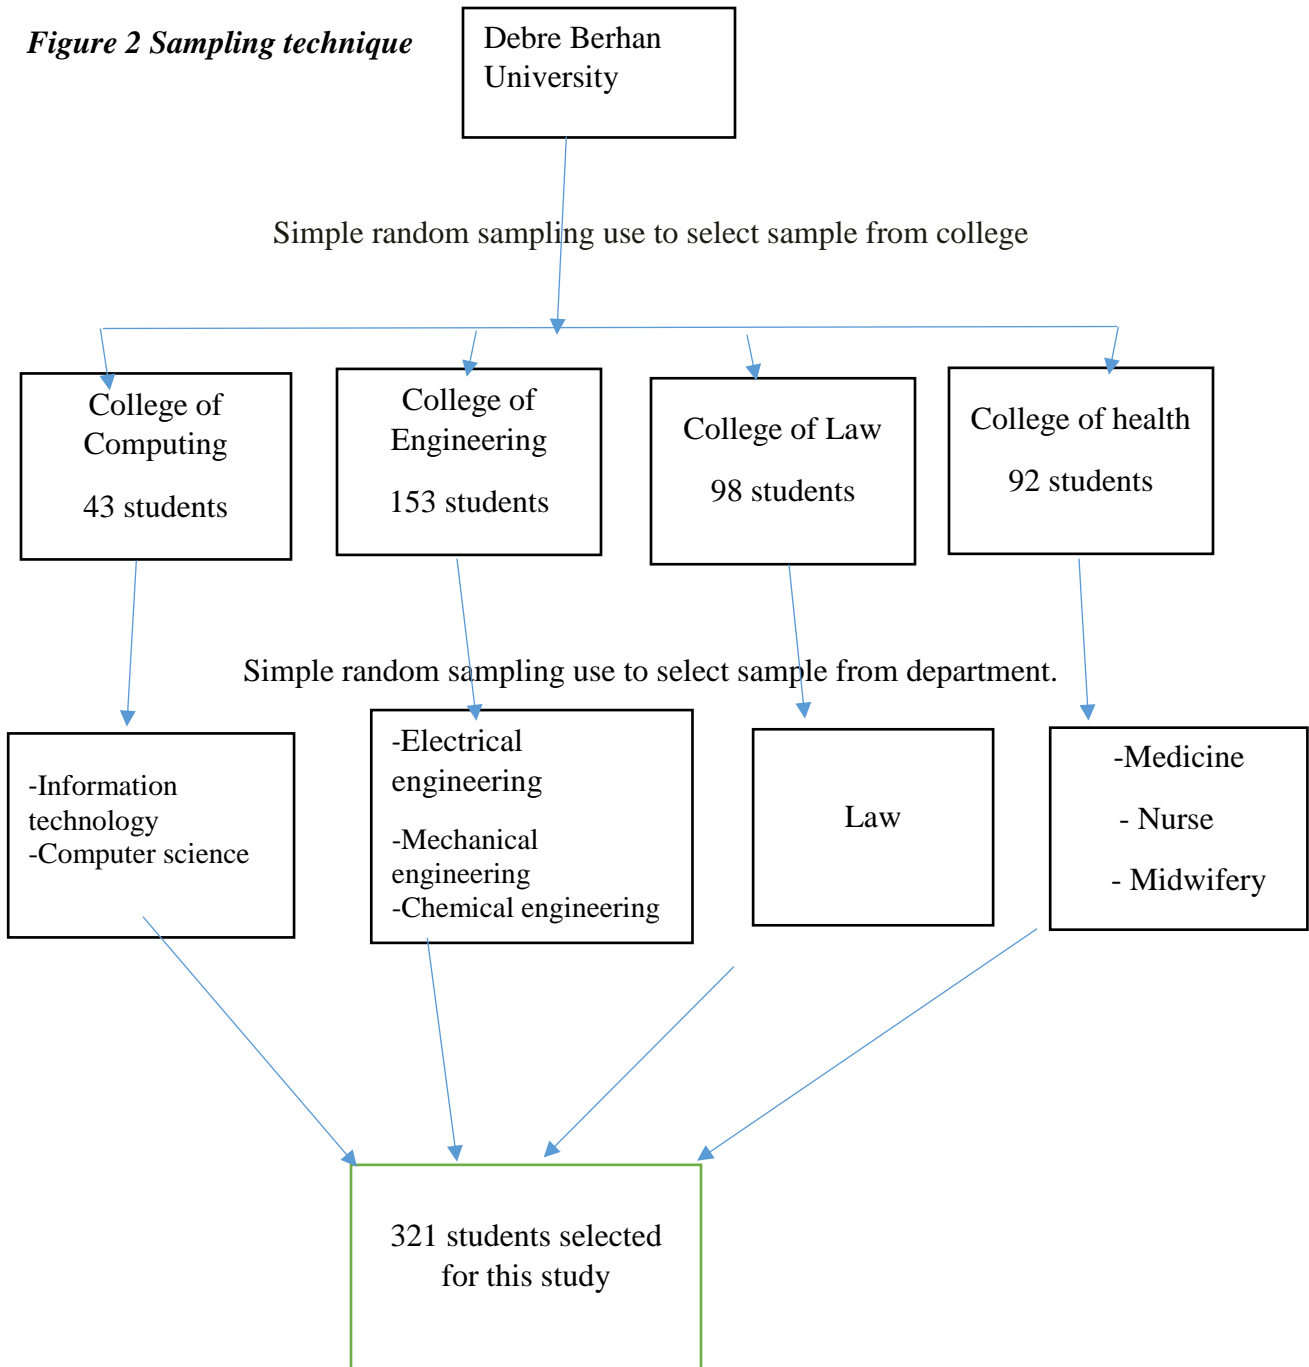 Figure 2 Sampling technique
Debre Berhan
University
Simple random sampling use to select sample from college
College of
Computing
43 students
College of
Engineering
153 students
College of Law
98 students
College of health
92 students
Simple random sampling use to select sample from department.
-Information
technology
-Computer science
-Electrical
engineering
-Mechanical
engineering
-Chemical engineering
Law
-Medicine
- Nurse
- Midwifery
321 students selected
for this study